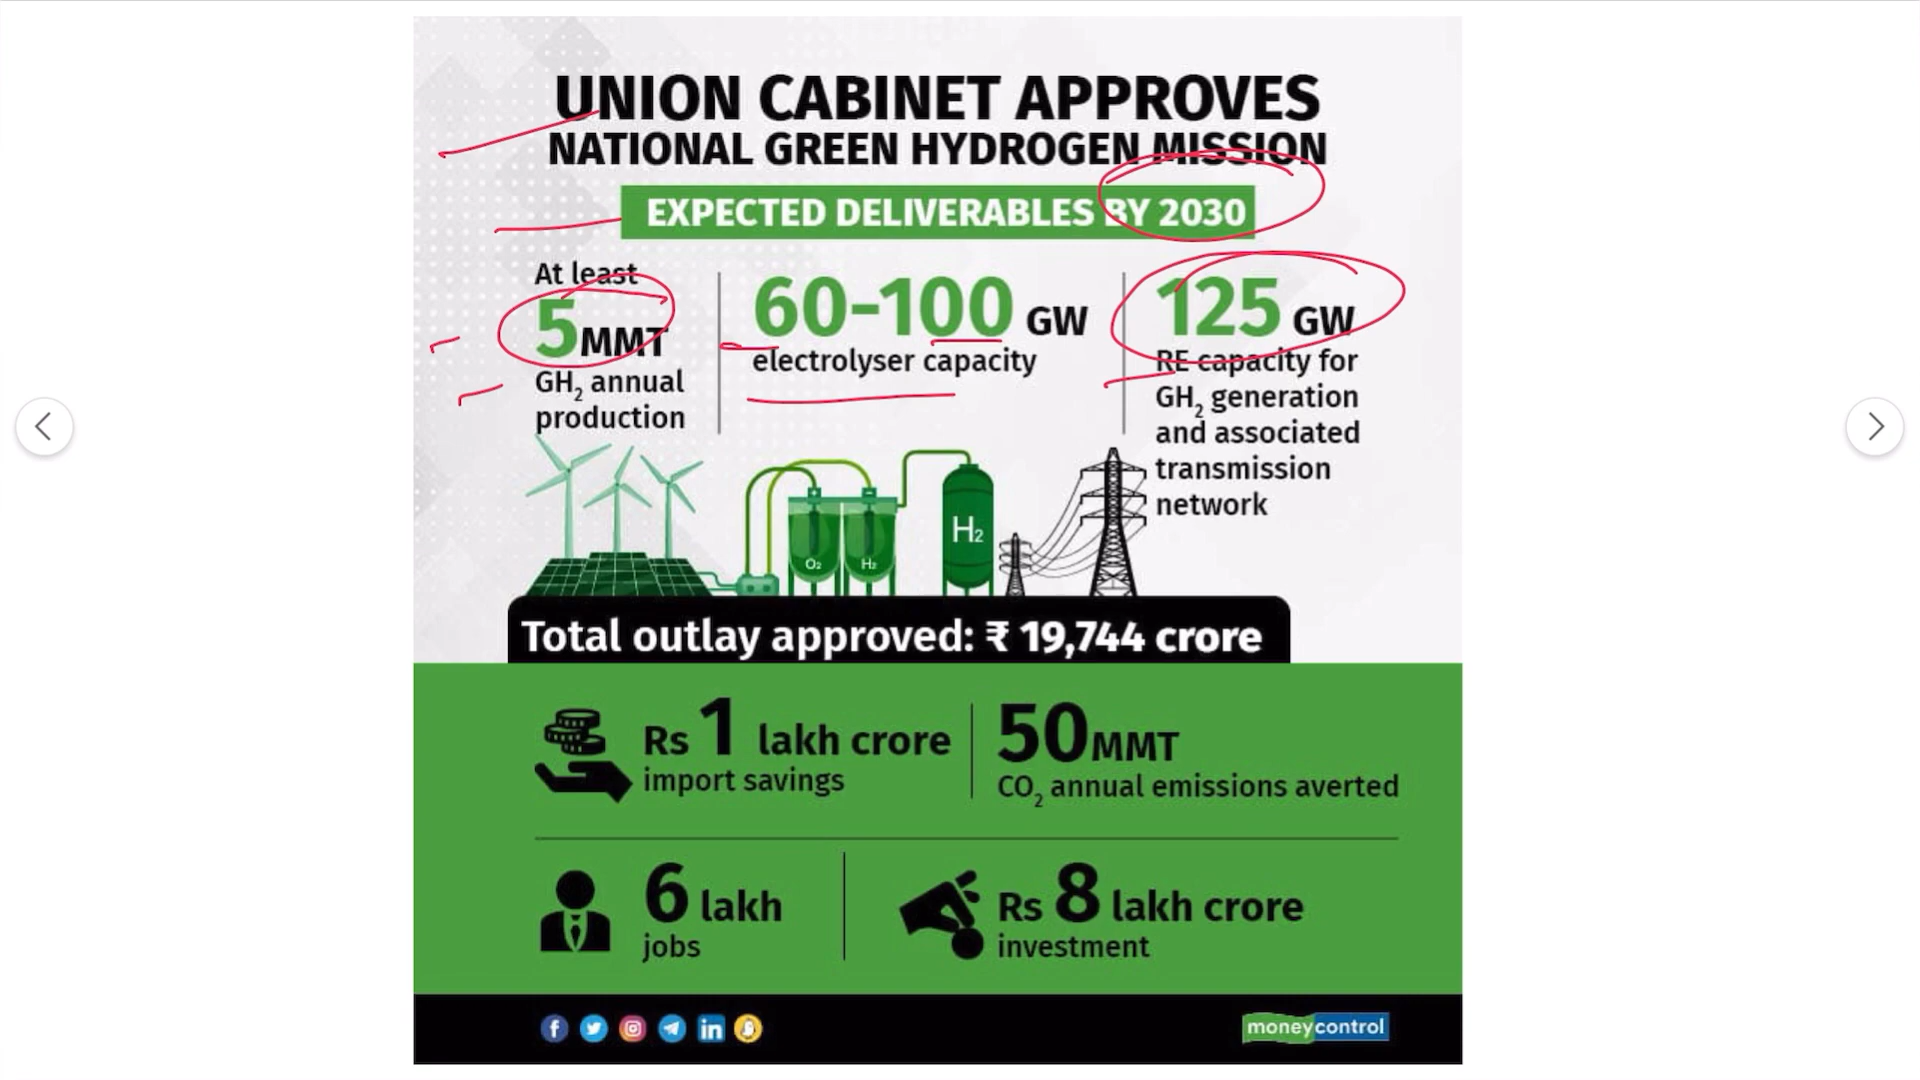 UNION CABINET APPROVES
NATIONAL GREEN HYDROGEN MISSION
EXPECTED DELIVERABLES BY 2030
At least
5MMT
GH₂ annual
production
60-100 GW
electrolyser capacity
125 GW
RE capacity for
GH₂ generation
and associated
transmission
network
O₂
H₂
H₂
Total outlay approved: ₹ 19,744 crore
Rs 1 lakh crore
import savings
50MMT
CO₂ annual emissions averted
6 lakh
jobs
Rs 8 lakh crore
investment
f
in
moneycontrol